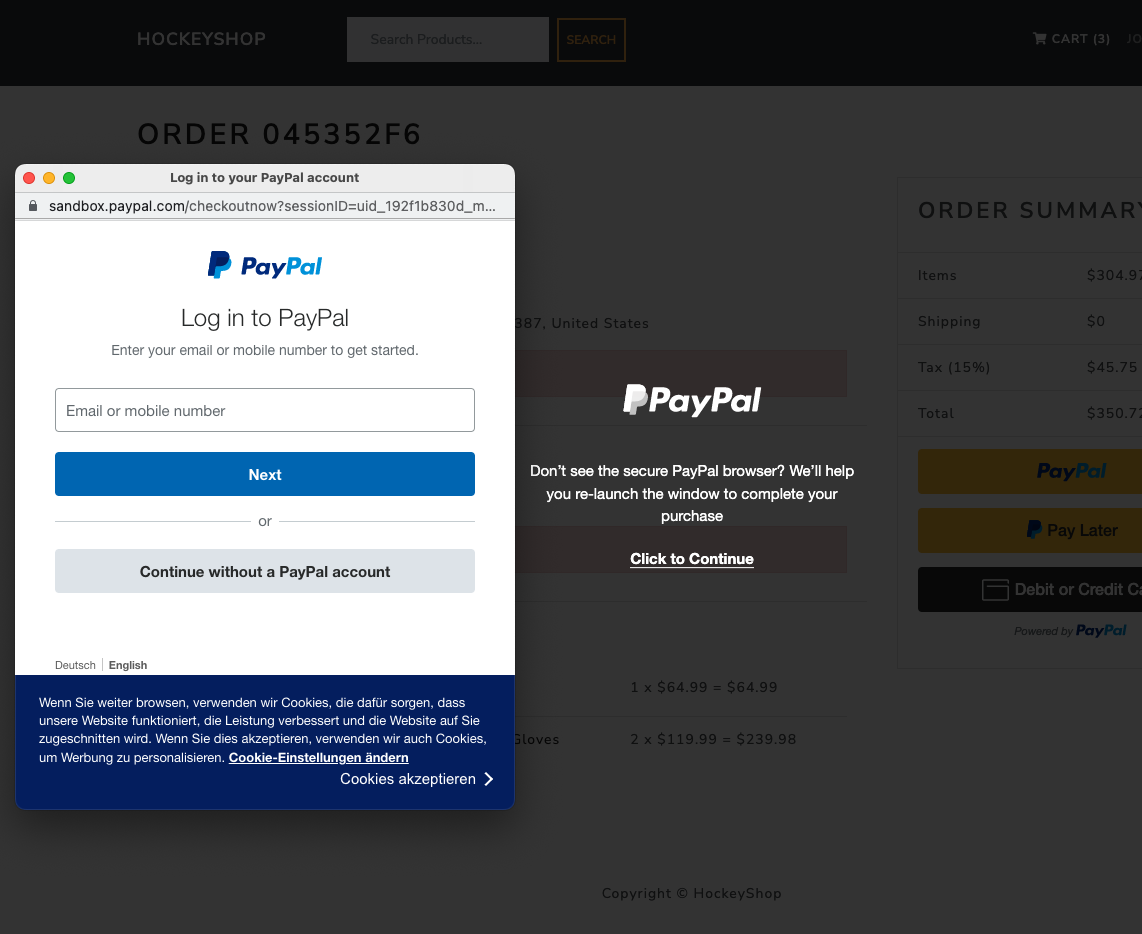 HOCKEYSHOP
Search Products...
SEARCH
CART (3)
JO
ORDER 045352F6
Log in to your PayPal account
sandbox.paypal.com/checkoutnow?sessionID=uid_192f1b830d_m...
PayPal
Log in to PayPal
Enter your email or mobile number to get started.
Email or mobile number
Next
or
Continue without a PayPal account
Deutsch
English
Wenn Sie weiter browsen, verwenden wir Cookies, die dafür sorgen, dass
unsere Website funktioniert, die Leistung verbessert und die Website auf Sie
zugeschnitten wird. Wenn Sie dies akzeptieren, verwenden wir auch Cookies,
um Werbung zu personalisieren. Cookie-Einstellungen ändern
Cookies akzeptieren
387, United States
PayPal
Don't see the secure PayPal browser? We'll help
you re-launch the window to complete your
purchase
Click to Continue
1 x $64.99 = $64.99
Gloves
2 x $119.99 = $239.98
ORDER SUMMARY
Items
$304.97
Shipping
$0
Tax (15%)
$45.75
Total
$350.72
PayPal
Pay Later
Debit or Credit Ca
Powered by PayPal
Copyright © HockeyShop